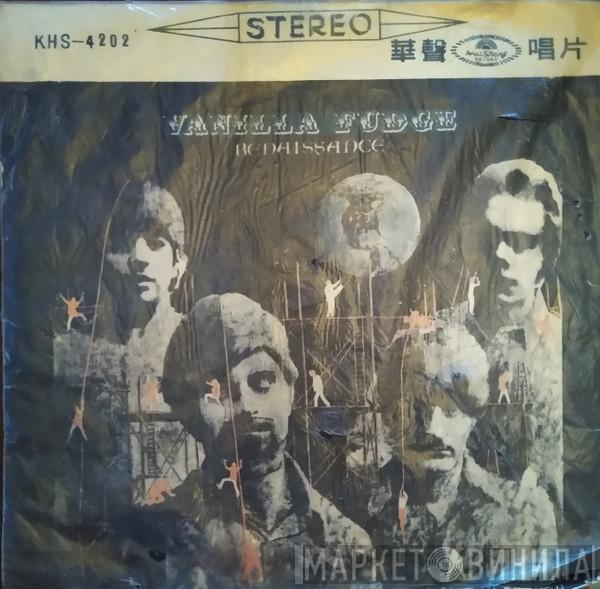 STEREO
KHS-4202
華聲 唱片
VANILLA FUDGE
RENAISSANCE
МАРКЕТ ВИНИЛА